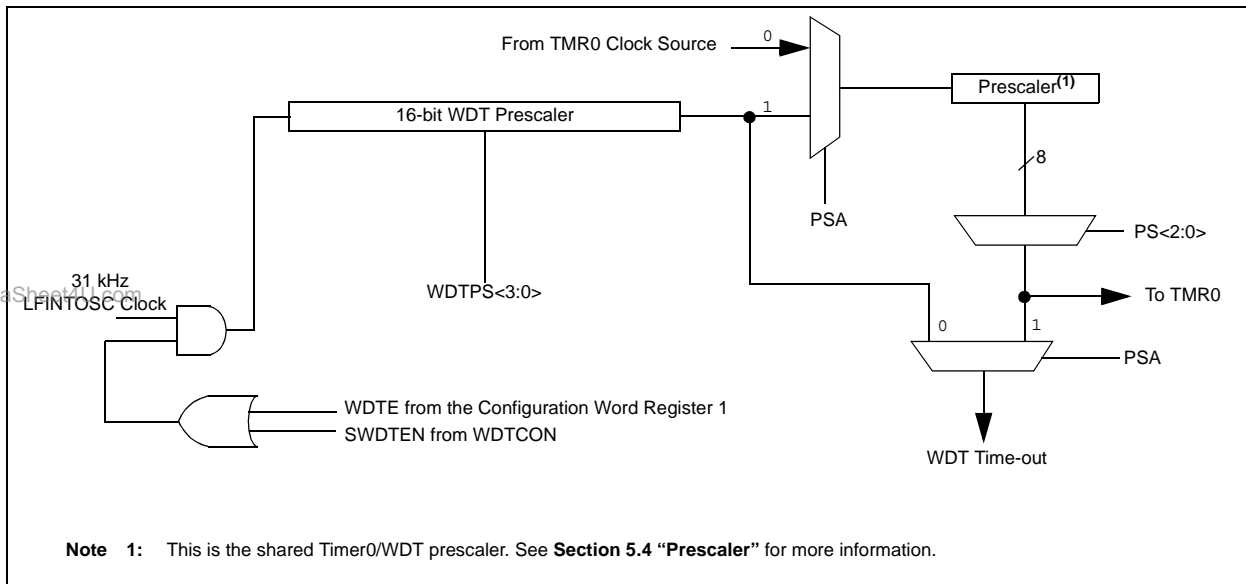 From TMR0 Clock Source
0
1
16-bit WDT Prescaler
Prescaler(1)
8
PSA
PS<2:0>
31 kHz
LFINTOSC Clock
aSheet4U.com
WDTPS<3:0>
To TMR0
0
1
PSA
WDTE from the Configuration Word Register 1
SWDTEN from WDTCON
WDT Time-out
Note 1: This is the shared Timer0/WDT prescaler. See Section 5.4 “Prescaler” for more information.